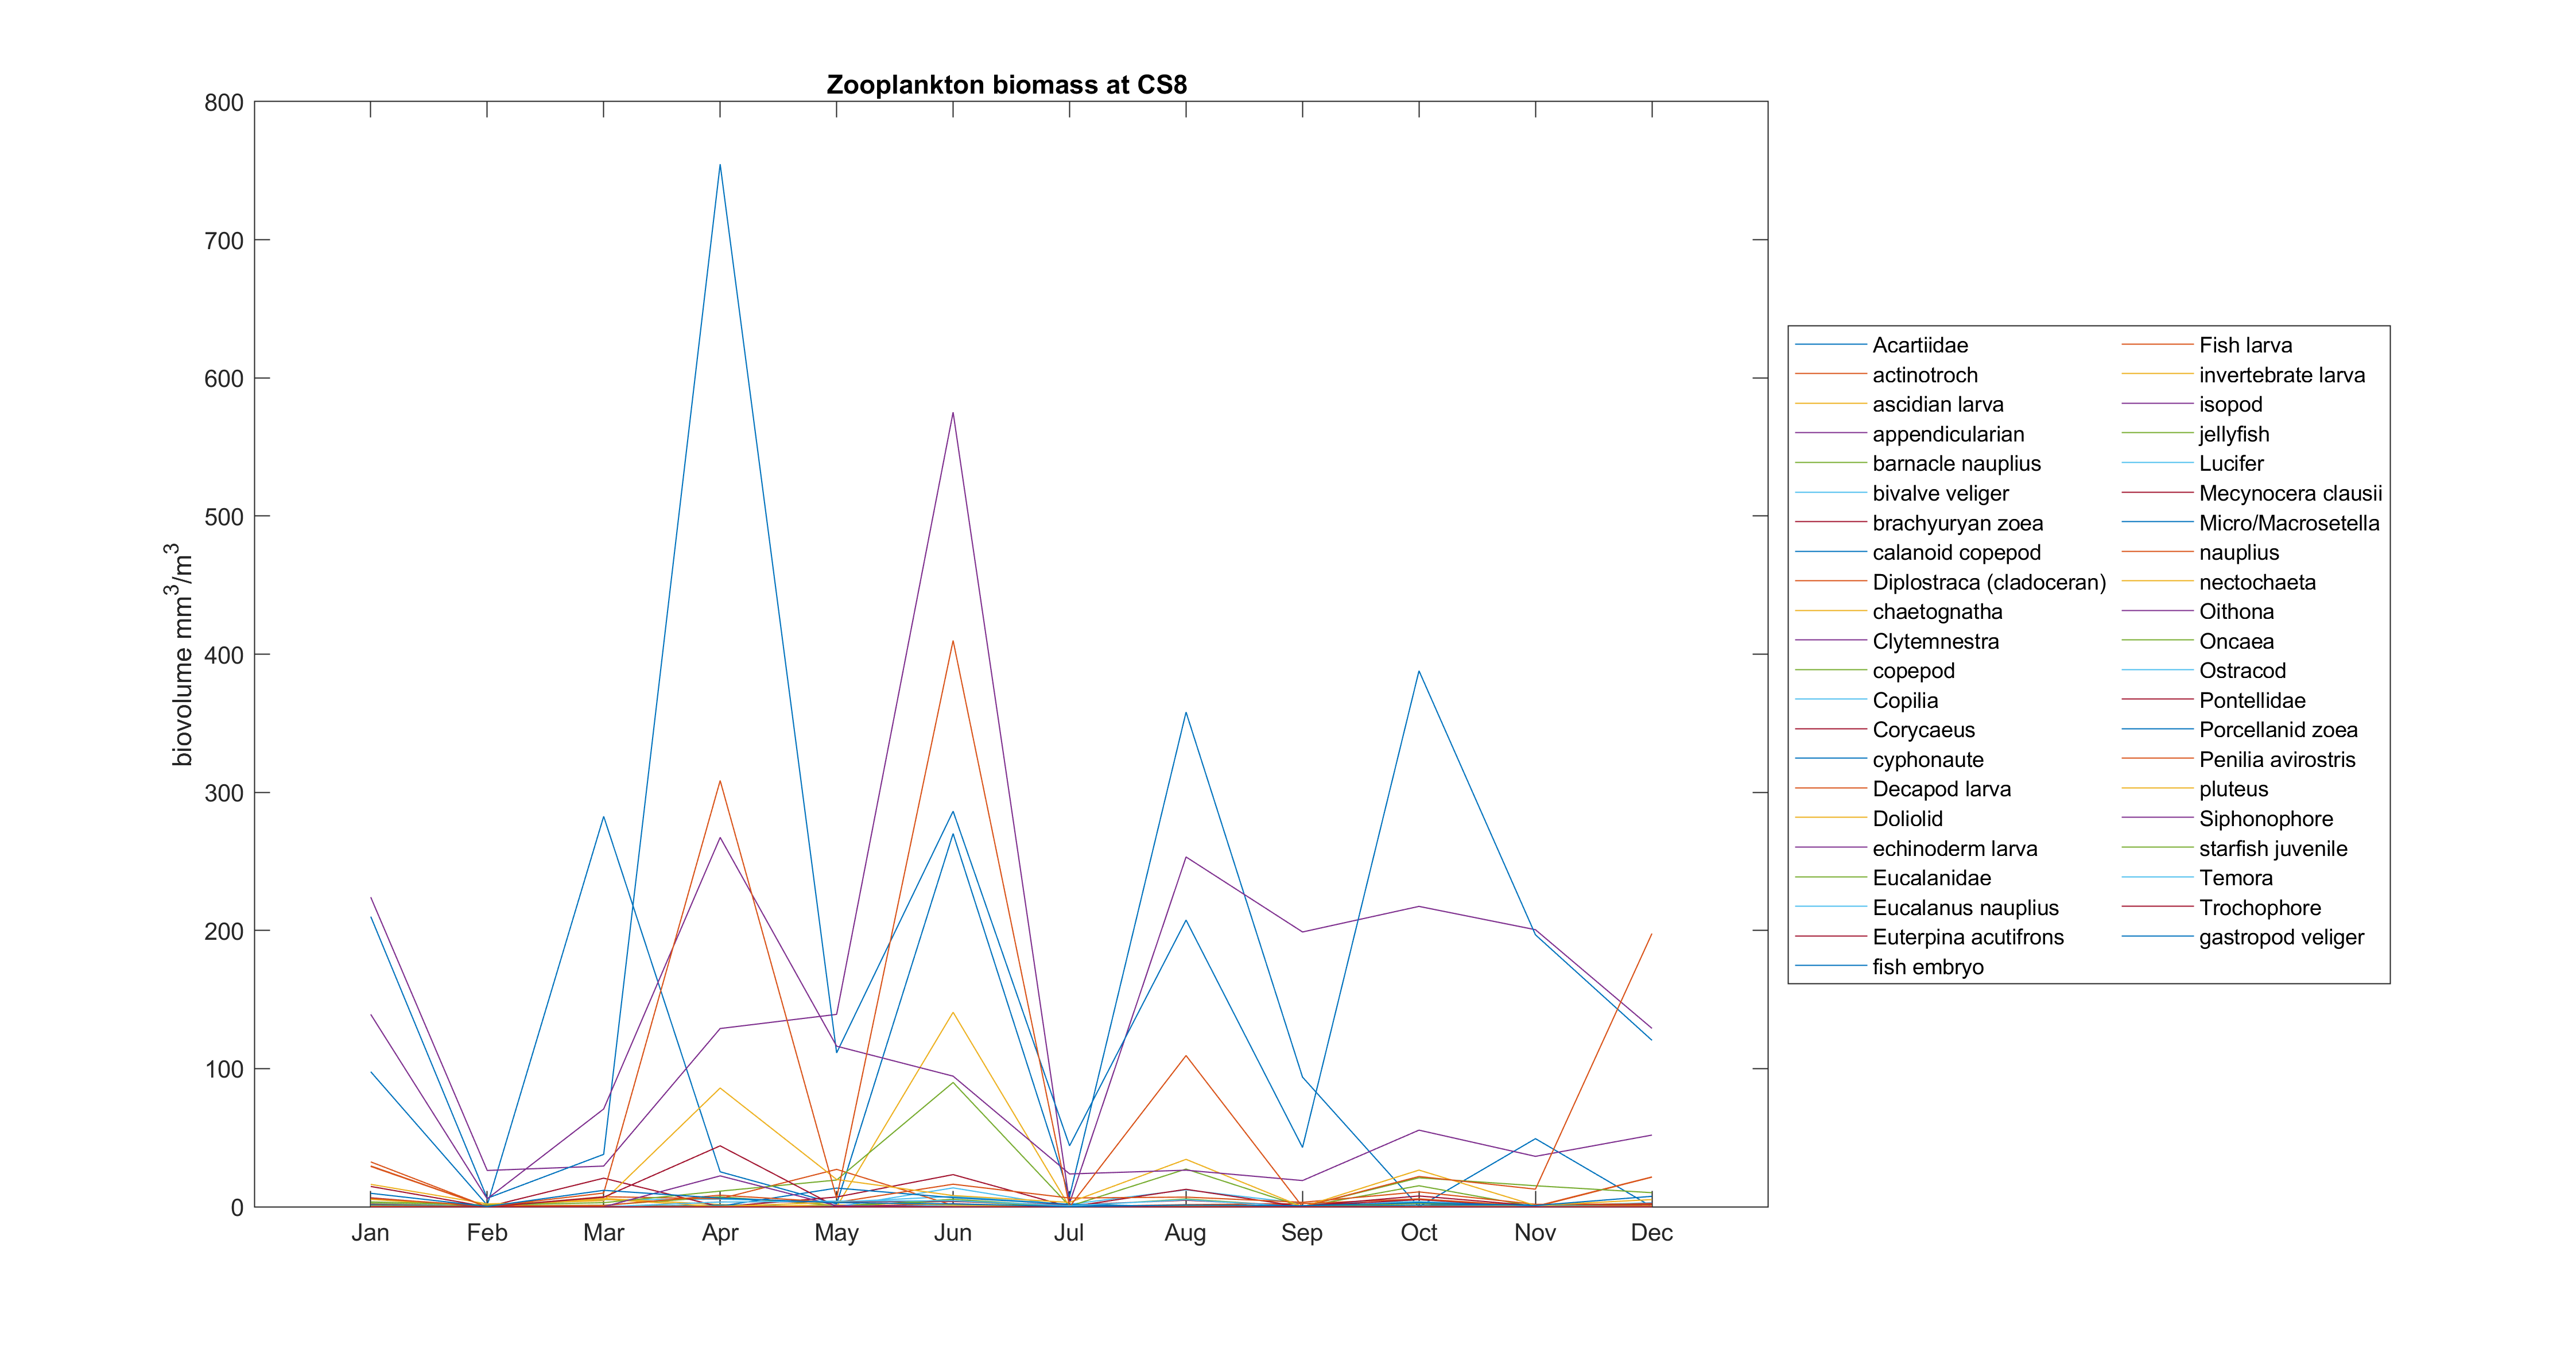 Zooplankton biomass at CS8
800
700
600
500
400
300
200
100
0
biovolume mm³/m³
Jan Feb Mar Apr May Jun Jul Aug Sep Oct Nov Dec
Acartiidae
actinotroch
ascidian larva
appendicularian
barnacle nauplius
bivalve veliger
brachyuryan zoea
calanoid copepod
Diplostraca (cladoceran)
chaetognatha
Clytemnestra
copepod
Copilia
Corycaeus
cyphonaute
Decapod larva
Doliolid
echinoderm larva
Eucalanidae
Eucalanus nauplius
Euterpina acutifrons
fish embryo
Fish larva
invertebrate larva
isopod
jellyfish
Lucifer
Mecynocera clausii
Micro/Macrosetella
nauplius
nectochaeta
Oithona
Oncaea
Ostracod
Pontellidae
Porcellanid zoea
Penilia avirostris
pluteus
Siphonophore
starfish juvenile
Temora
Trochophore
gastropod veliger